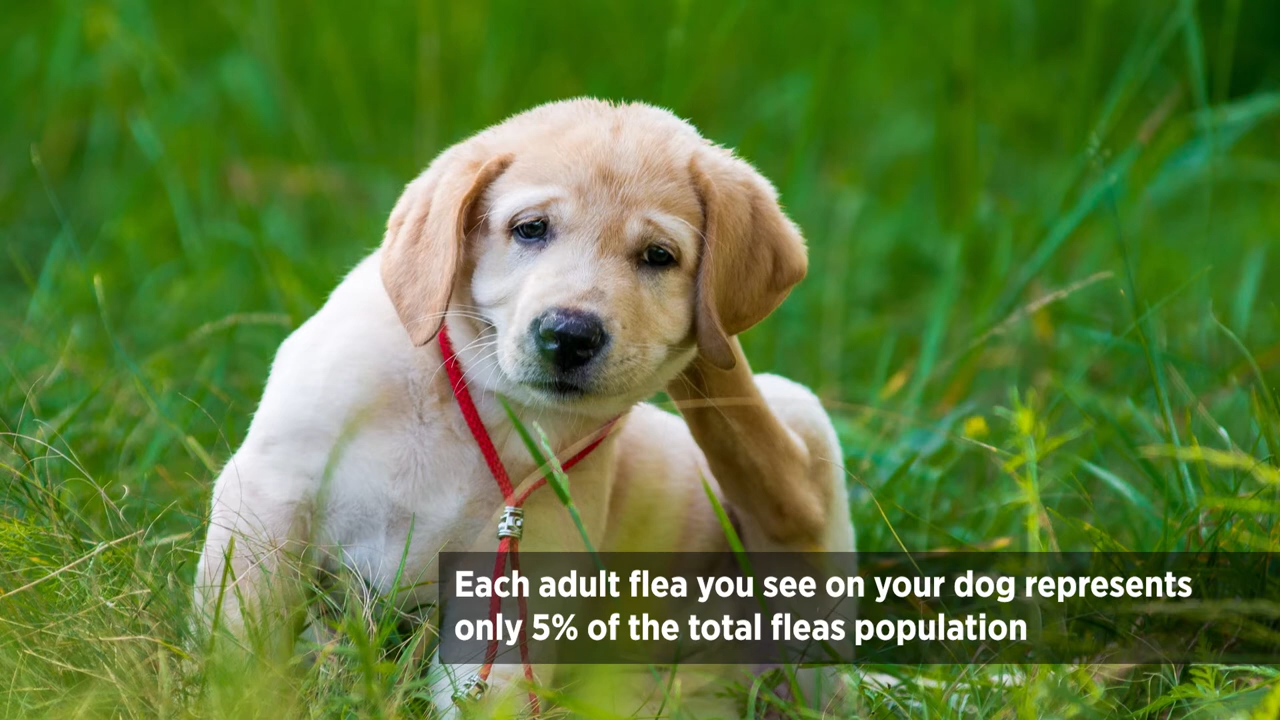 Each adult flea you see on your dog represents
only 5% of the total fleas population